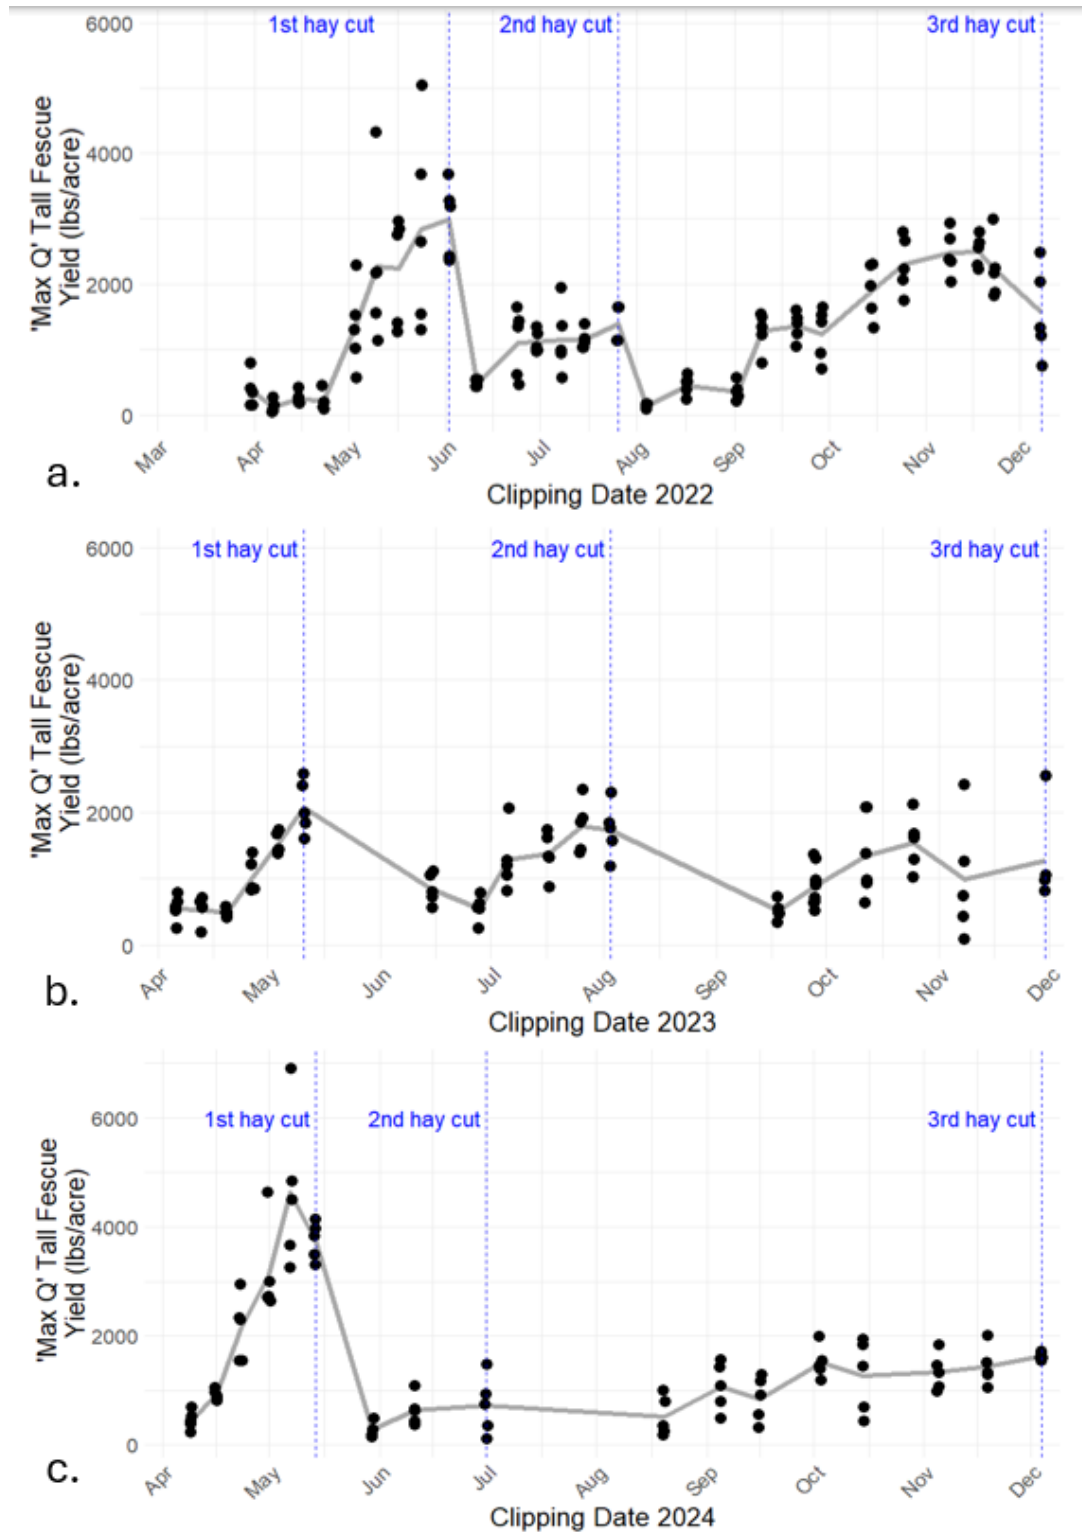 6000
1st hay cut
2nd hay cut
3rd hay cut
4000
2000
0
'Max Q' Tall Fescue
Yield (lbs/acre)
Mar
Apr
May
Jun
Jul
Aug
Sep
Oct
Nov
Dec
a.
Clipping Date 2022
6000
1st hay cut
2nd hay cut
3rd hay cut
4000
2000
0
'Max Q' Tall Fescue
Yield (lbs/acre)
Apr
May
Jun
Jul
Aug
Sep
Oct
Nov
Dec
b.
Clipping Date 2023
6000
1st hay cut
2nd hay cut
3rd hay cut
4000
2000
0
'Max Q' Tall Fescue
Yield (lbs/acre)
Apr
May
Jun
Jul
Aug
Sep
Oct
Nov
Dec
c.
Clipping Date 2024